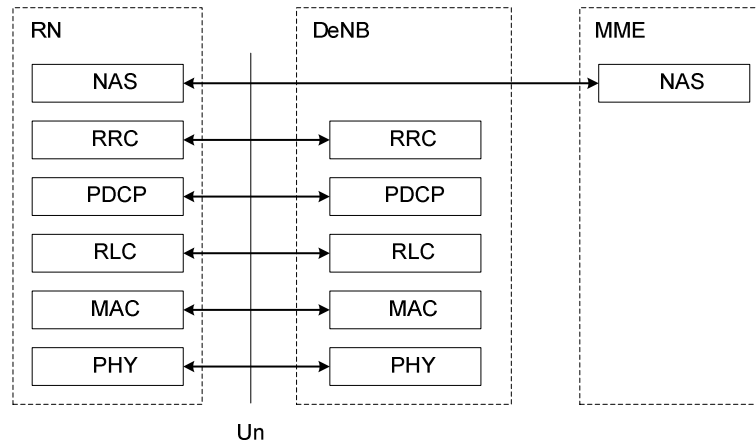 RN DeNB MME
NAS NAS
RRC RRC
PDCP PDCP
RLC RLC
MAC MAC
PHY PHY
Un